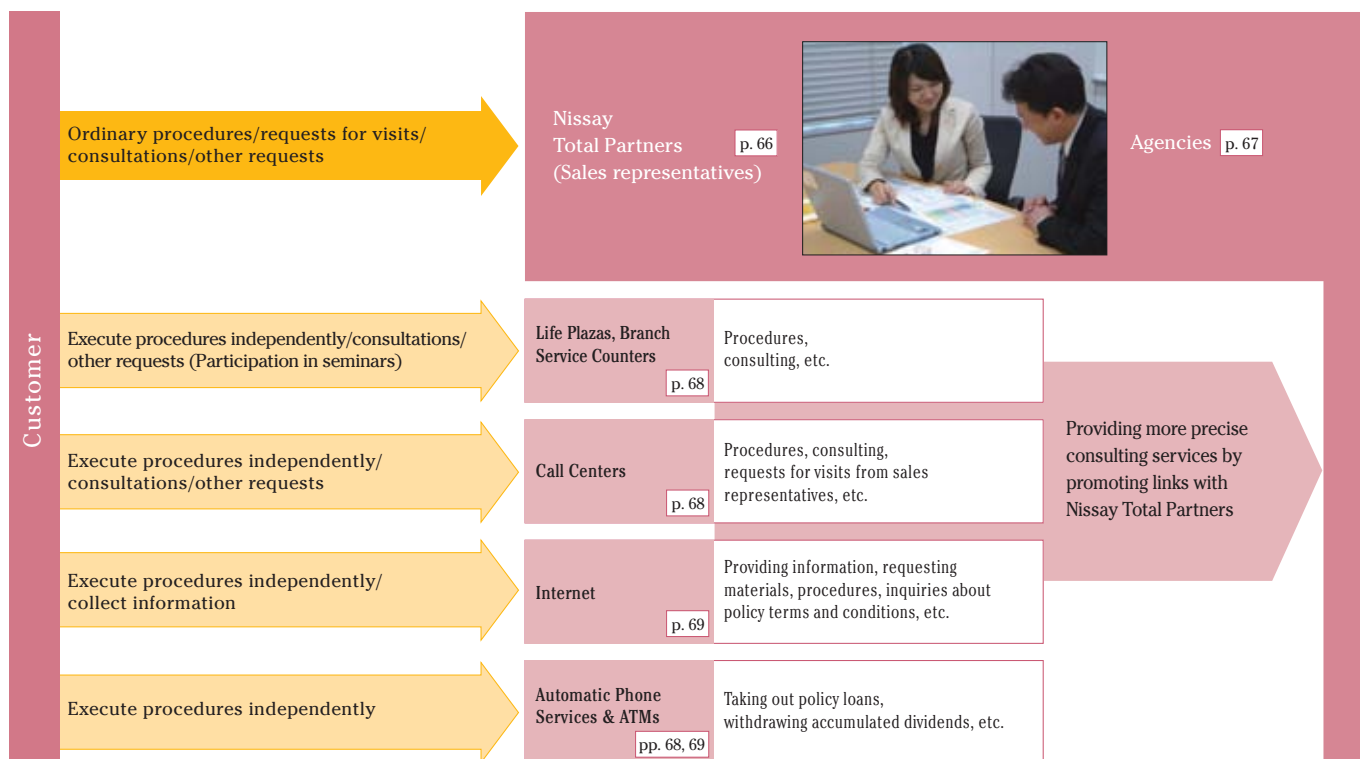 Customer
Ordinary procedures/requests for visits/
consultations/other requests
Nissay
Total Partners
(Sales representatives)
p. 66
Agencies
p. 67
Execute procedures independently/consultations/
other requests (Participation in seminars)
Life Plazas, Branch
Service Counters
p. 68
Procedures,
consulting, etc.
Execute procedures independently/
consultations/other requests
Call Centers
p. 68
Procedures, consulting,
requests for visits from sales
representatives, etc.
Execute procedures independently/
collect information
Internet
p. 69
Providing information, requesting
materials, procedures, inquiries about
policy terms and conditions, etc.
Execute procedures independently
Automatic Phone
Services & ATMs
pp. 68, 69
Taking out policy loans,
withdrawing accumulated dividends, etc.
Providing more precise
consulting services by
promoting links with
Nissay Total Partners